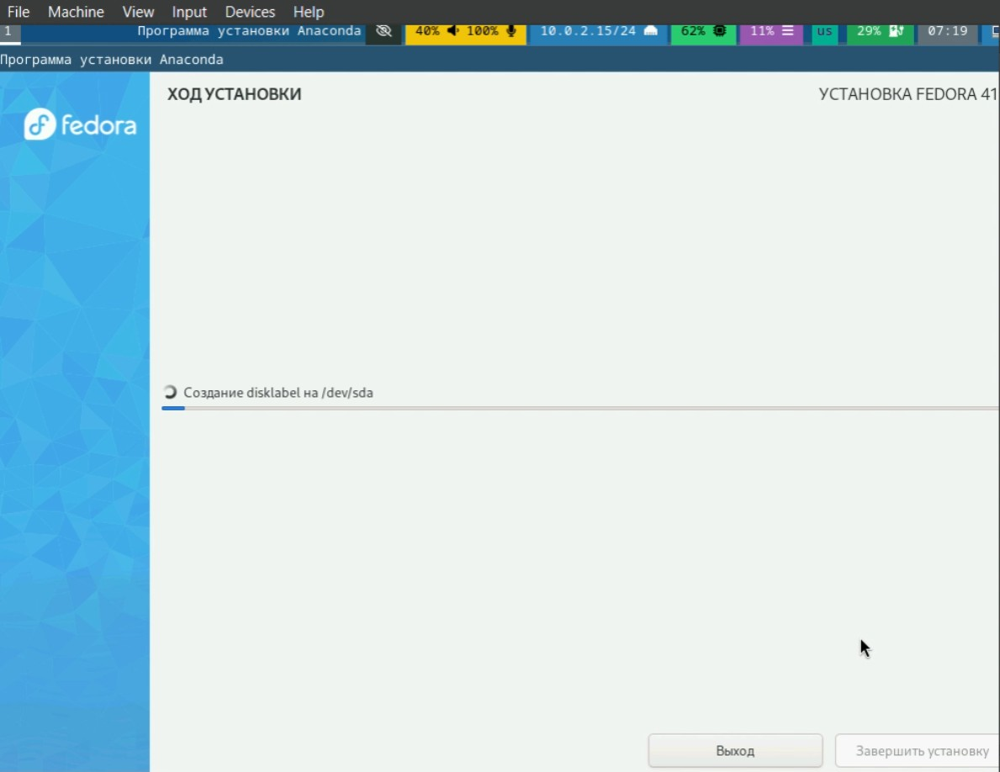 File Machine View Input Devices Help
1 Программа установки Anaconda 40% 100% 10.0.2.15/24 62% 11% us 29% 07:19
Программа установки Anaconda
fedora
ХОД УСТАНОВКИ
УСТАНОВКА FEDORA 41
Создание disklabel на /dev/sda
Выход
Завершить установку